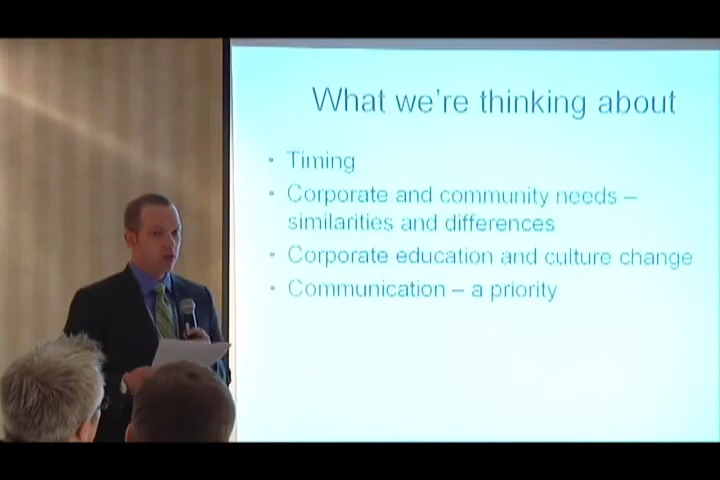 What we're thinking about
• Timing
• Corporate and community needs –
similarities and differences
• Corporate education and culture change
• Communication – a priority